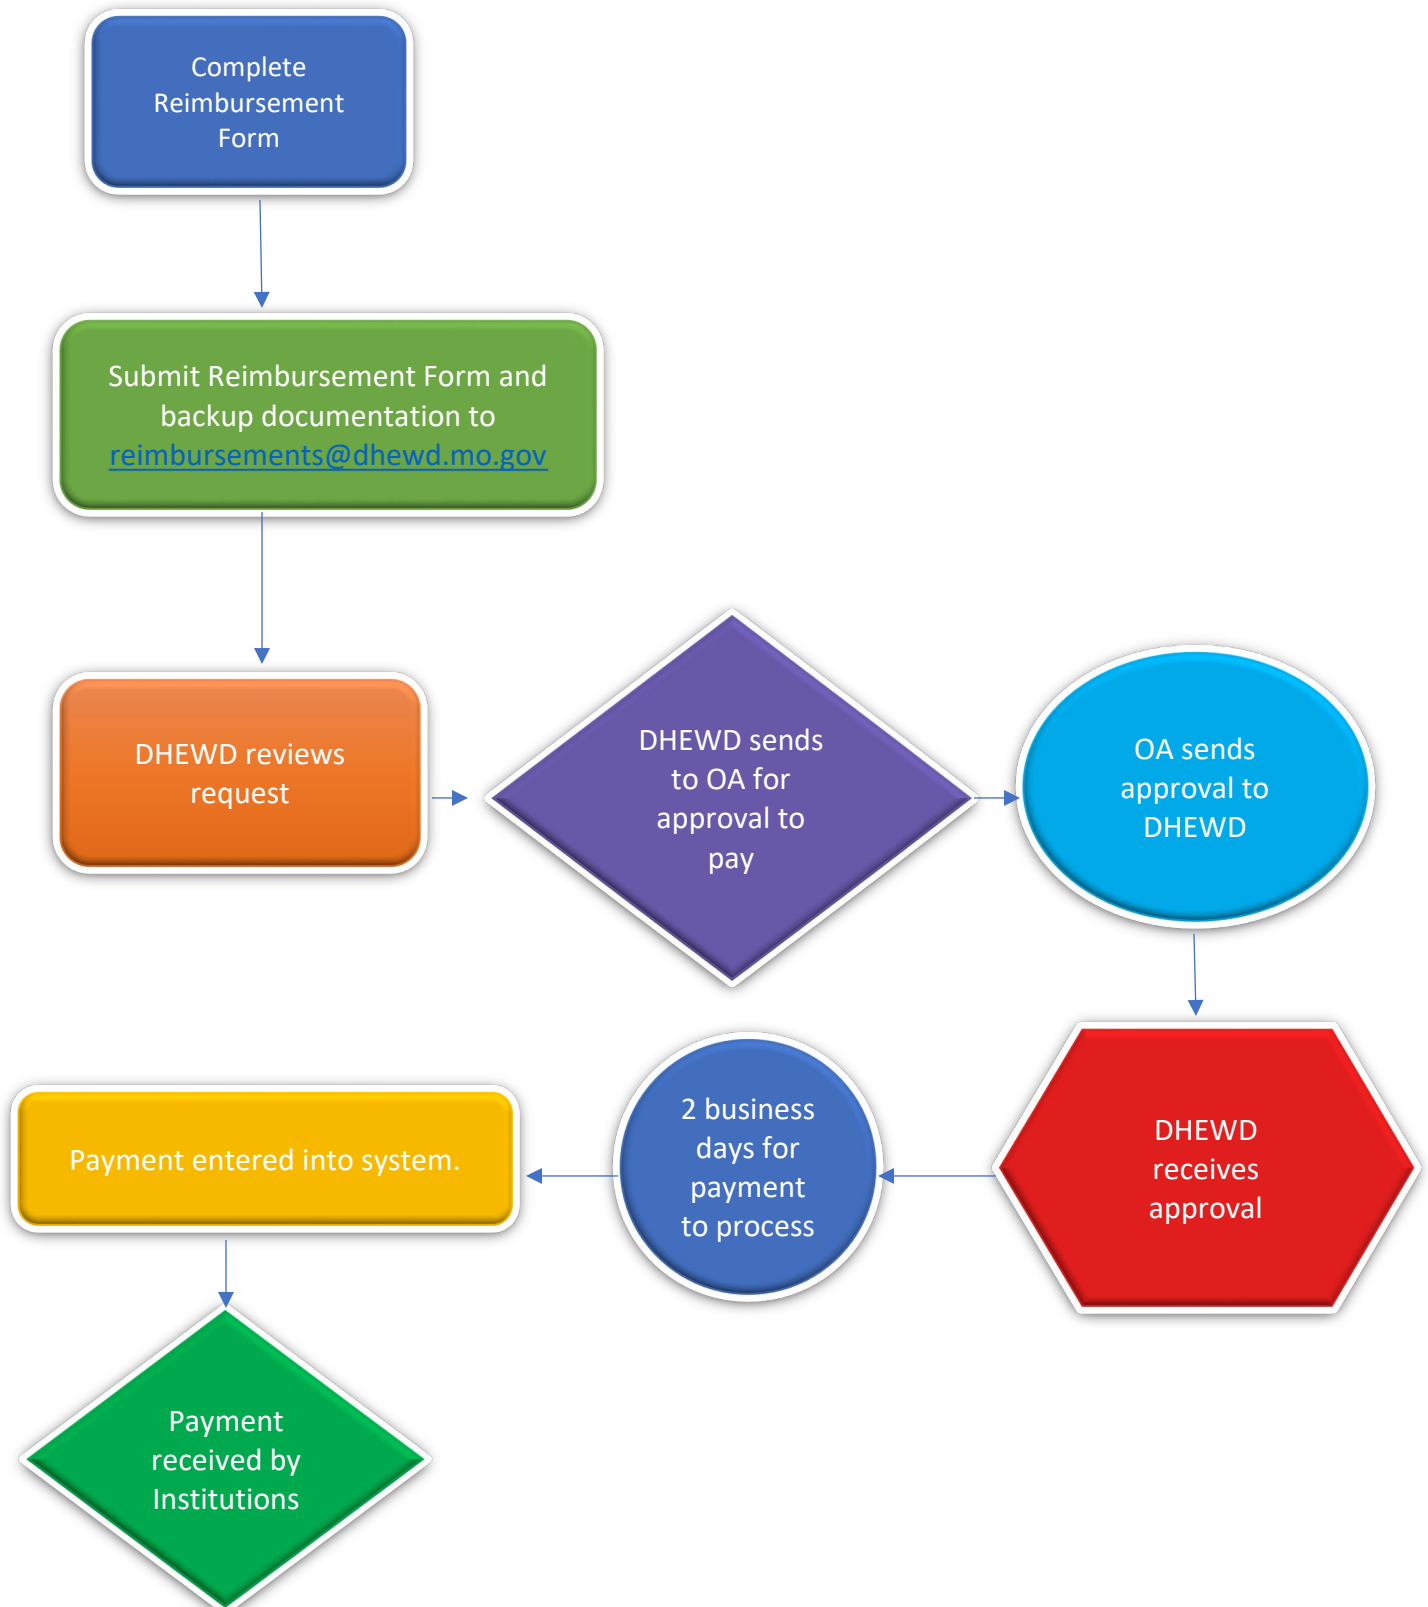 Complete
Reimbursement
Form
Submit Reimbursement Form and
backup documentation to
reimbursements@dhewd.mo.gov
DHEWD reviews
request
DHEWD sends
to OA for
approval to
pay
OA sends
approval to
DHEWD
DHEWD
receives
approval
2 business
days for
payment
to process
Payment entered into system.
Payment
received by
Institutions